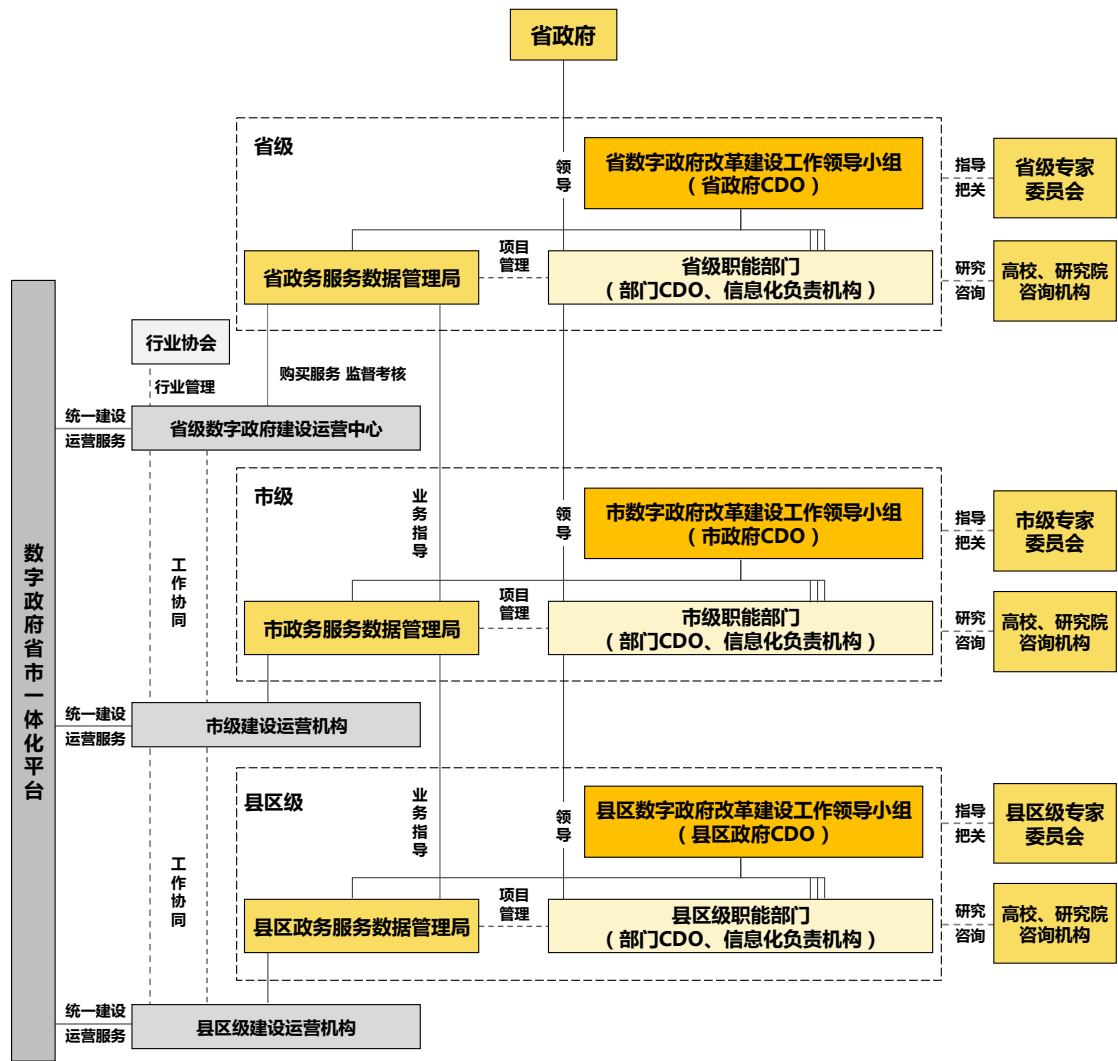 省政府
省级
领导
省数字政府改革建设工作领导小组
（省政府CDO）
指导
把关
省级专家
委员会
省政务服务数据管理局
项目
管理
省级职能部门
（部门CDO、信息化负责机构）
研究
咨询
高校、研究院
咨询机构
行业协会
行业管理
购买服务 监督考核
统一建设
运营服务
省级数字政府建设运营中心
数字政府省市一体化平台
工作协同
市级
业务指导
领导
市数字政府改革建设工作领导小组
（市政府CDO）
指导
把关
市级专家
委员会
市政务服务数据管理局
项目
管理
市级职能部门
（部门CDO、信息化负责机构）
研究
咨询
高校、研究院
咨询机构
统一建设
运营服务
市级建设运营机构
工作协同
县区级
业务指导
领导
县区数字政府改革建设工作领导小组
（县区政府CDO）
指导
把关
县区级专家
委员会
县区政务服务数据管理局
项目
管理
县区级职能部门
（部门CDO、信息化负责机构）
研究
咨询
高校、研究院
咨询机构
统一建设
运营服务
县区级建设运营机构